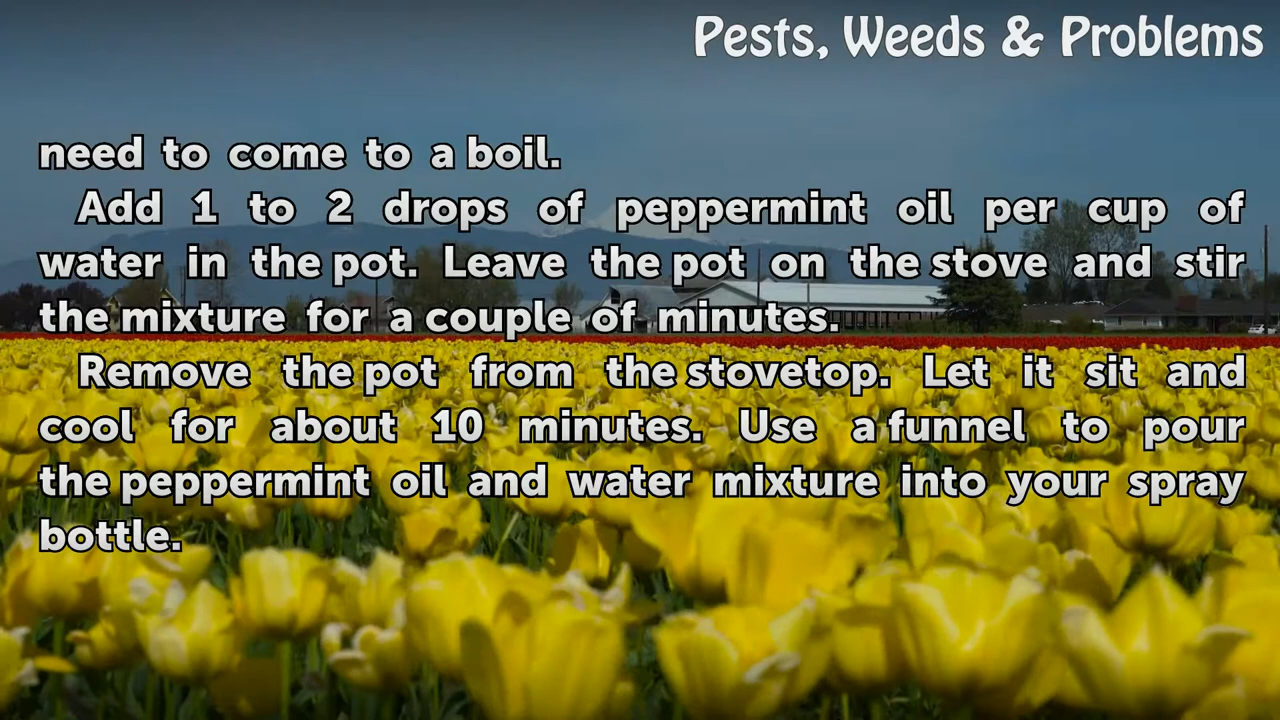 Pests, Weeds & Problems
need to come to a boil.
Add 1 to 2 drops of peppermint oil per cup of
water in the pot. Leave the pot on the stove and stir
the mixture for a couple of minutes.
Remove the pot from the stovetop. Let it sit and
cool for about 10 minutes. Use a funnel to pour
the peppermint oil and water mixture into your spray
bottle.